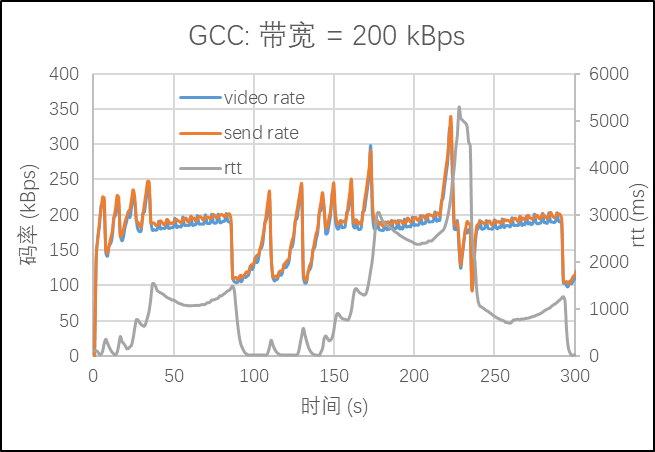 GCC: 带宽 = 200 kBps
400
350
300
250
200
150
100
50
0
码率 (kBps)
video rate
send rate
rtt
6000
5000
4000
3000
2000
1000
0
rtt (ms)
0 50 100 150 200 250 300
时间 (s)